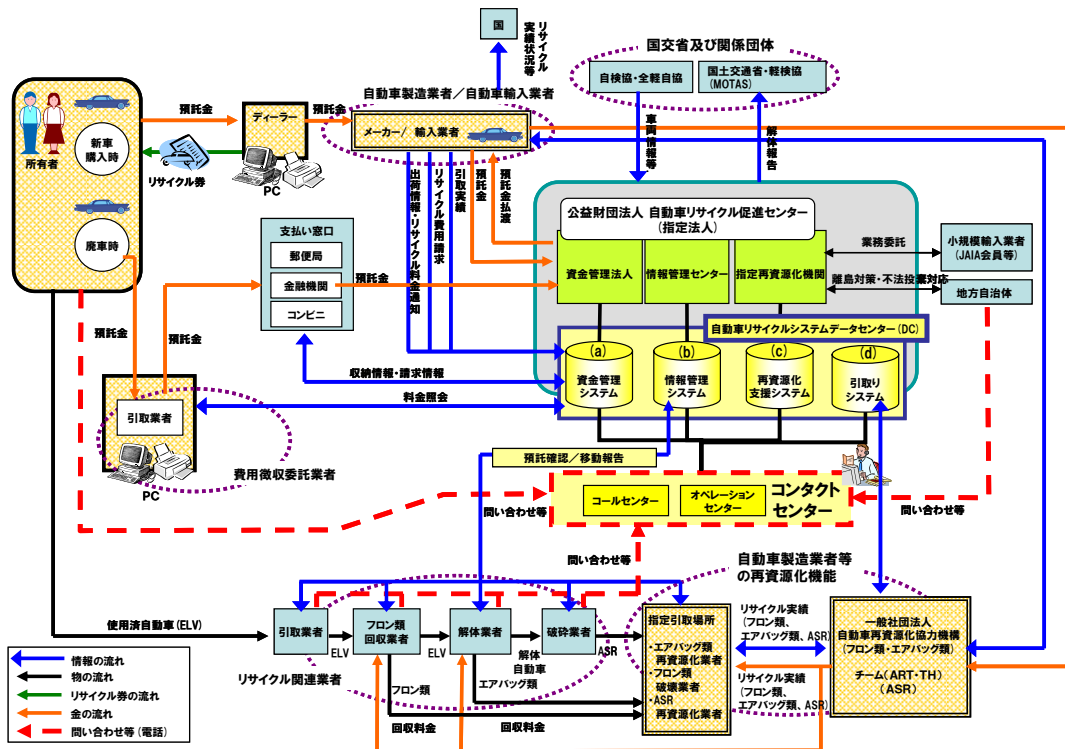 国
リサイクル
実績状況等
国交省及び関係団体
自検協・全軽自協
国土交通省・軽検協
(MOTAS)
自動車製造業者／自動車輸入業者
メーカー/ 輸入業者
預託金
ディーラー
預託金
PC
リサイクル券
所有者
新車
購入時
廃車時
車両情報等
解体報告
出荷情報・リサイクル料金通知
リサイクル費用請求
引取実績
預託金
預託金払渡
公益財団法人 自動車リサイクル促進センター
(指定法人)
資金管理法人
情報管理センター
指定再資源化機関
業務委託
小規模輸入業者
(JAIA会員等)
離島対策・不法投棄対応
地方自治体
支払い窓口
郵便局
金融機関
コンビニ
預託金
預託金
預託金
自動車リサイクルシステムデータセンター(DC)
(a)
資金管理
システム
(b)
情報管理
システム
(c)
再資源化
支援システム
(d)
引取り
システム
収納情報・請求情報
料金照会
引取業者
PC
費用徴収委託業者
預託確認／移動報告
コールセンター
オペレーション
センター
コンタクト
センター
問い合わせ等
問い合わせ等
問い合わせ等
自動車製造業者等
の再資源化機能
使用済自動車(ELV)
引取業者
ELV
フロン類
回収業者
ELV
解体業者
解体
自動車
破砕業者
ASR
リサイクル関連業者
エアバッグ類
フロン類
回収料金
回収料金
指定引取場所
・エアバッグ類
再資源化業者
・フロン類
破壊業者
・ASR
再資源化業者
リサイクル実績
(フロン類、
エアバッグ類、ASR)
リサイクル実績
(フロン類、
エアバッグ類、ASR)
一般社団法人
自動車再資源化協力機構
(フロン類・エアバッグ類)
チーム(ART・TH)
(ASR)
情報の流れ
物の流れ
リサイクル券の流れ
金の流れ
問い合わせ等(電話)